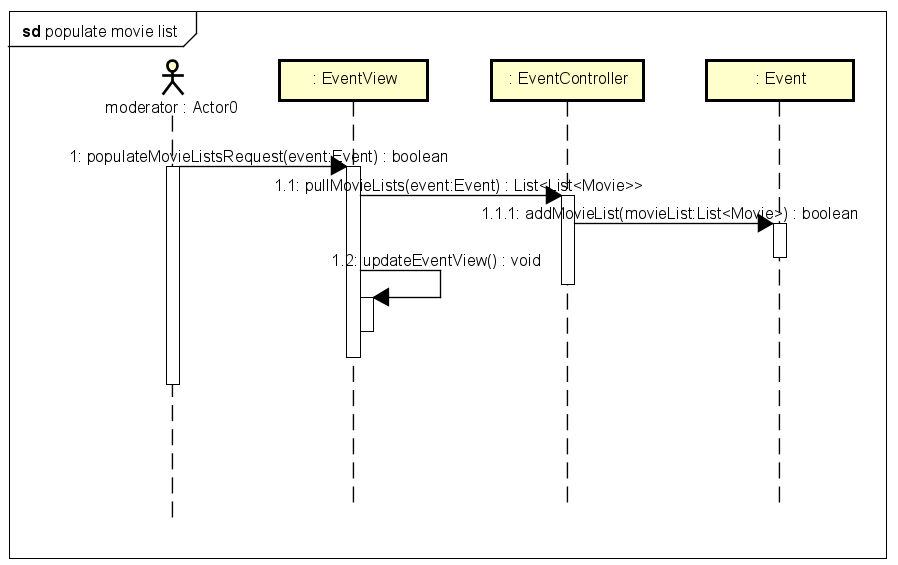 sd populate movie list
moderator : Actor0
: EventView
: EventController
: Event
1: populateMovieListsRequest(event:Event) : boolean
1.1: pullMovieLists(event:Event) : List<List<Movie>>
1.1.1: addMovieList(movieList:List<Movie>) : boolean
1.2: updateEventView() : void